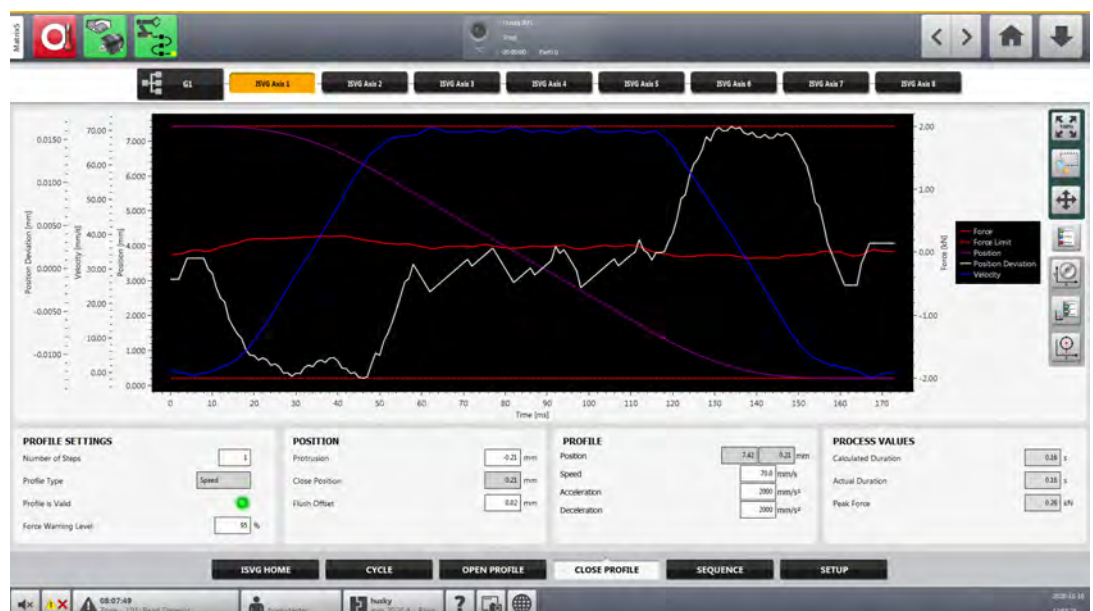 MatrixS
Husky IMS
00:00:00 Part: 0
G1
ISVG Axis 1
ISVG Axis 2
ISVG Axis 3
ISVG Axis 4
ISVG Axis 5
ISVG Axis 6
ISVG Axis 7
ISVG Axis 8
Position Deviation [mm]
0.0150
0.0100
0.0050
0.0000
-0.0050
-0.0100
Velocity [mm/s]
70.00
60.00
50.00
40.00
30.00
20.00
10.00
0.00
Position [mm]
7.000
6.000
5.000
4.000
3.000
2.000
1.000
0.000
0 10 20 30 40 50 60 70 80 90 100 110 120 130 140 150 160 170
Time [ms]
2.00
1.00
0.00
-1.00
-2.00
Force [kN]
Force
Force Limit
Position
Position Deviation
Velocity
100%
PROFILE SETTINGS
Number of Steps 1
Profile Type Speed
Profile is Valid
Force Warning Level 95 %
POSITION
Protrusion -0.21 mm
Close Position 0.21 mm
Flush Offset 0.02 mm
PROFILE
Position 7.42 0.21 mm
Speed 70.0 mm/s
Acceleration 2000 mm/s²
Deceleration 2000 mm/s²
PROCESS VALUES
Calculated Duration 0.16 s
Actual Duration 0.16 s
Peak Force 0.26 kN
ISVG HOME
CYCLE
OPEN PROFILE
CLOSE PROFILE
SEQUENCE
SETUP
08:07:49
husky
?